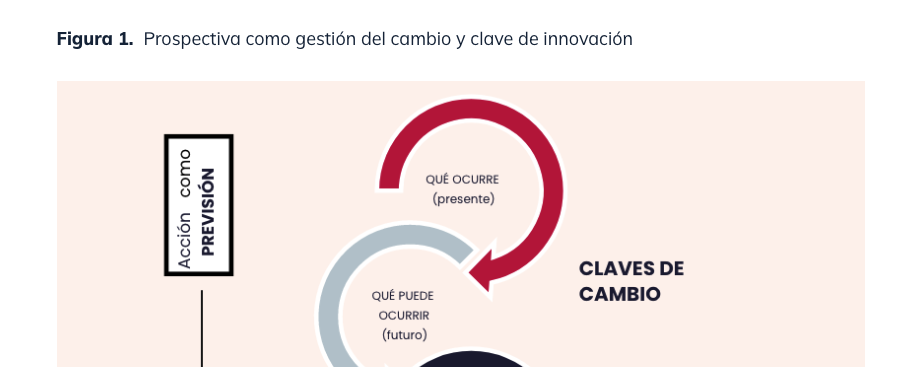 Figura 1. Prospectiva como gestión del cambio y clave de innovación
Acción como
PREVISIÓN
QUÉ OCURRE
(presente)
CLAVES DE
CAMBIO
QUÉ PUEDE
OCURRIR
(futuro)